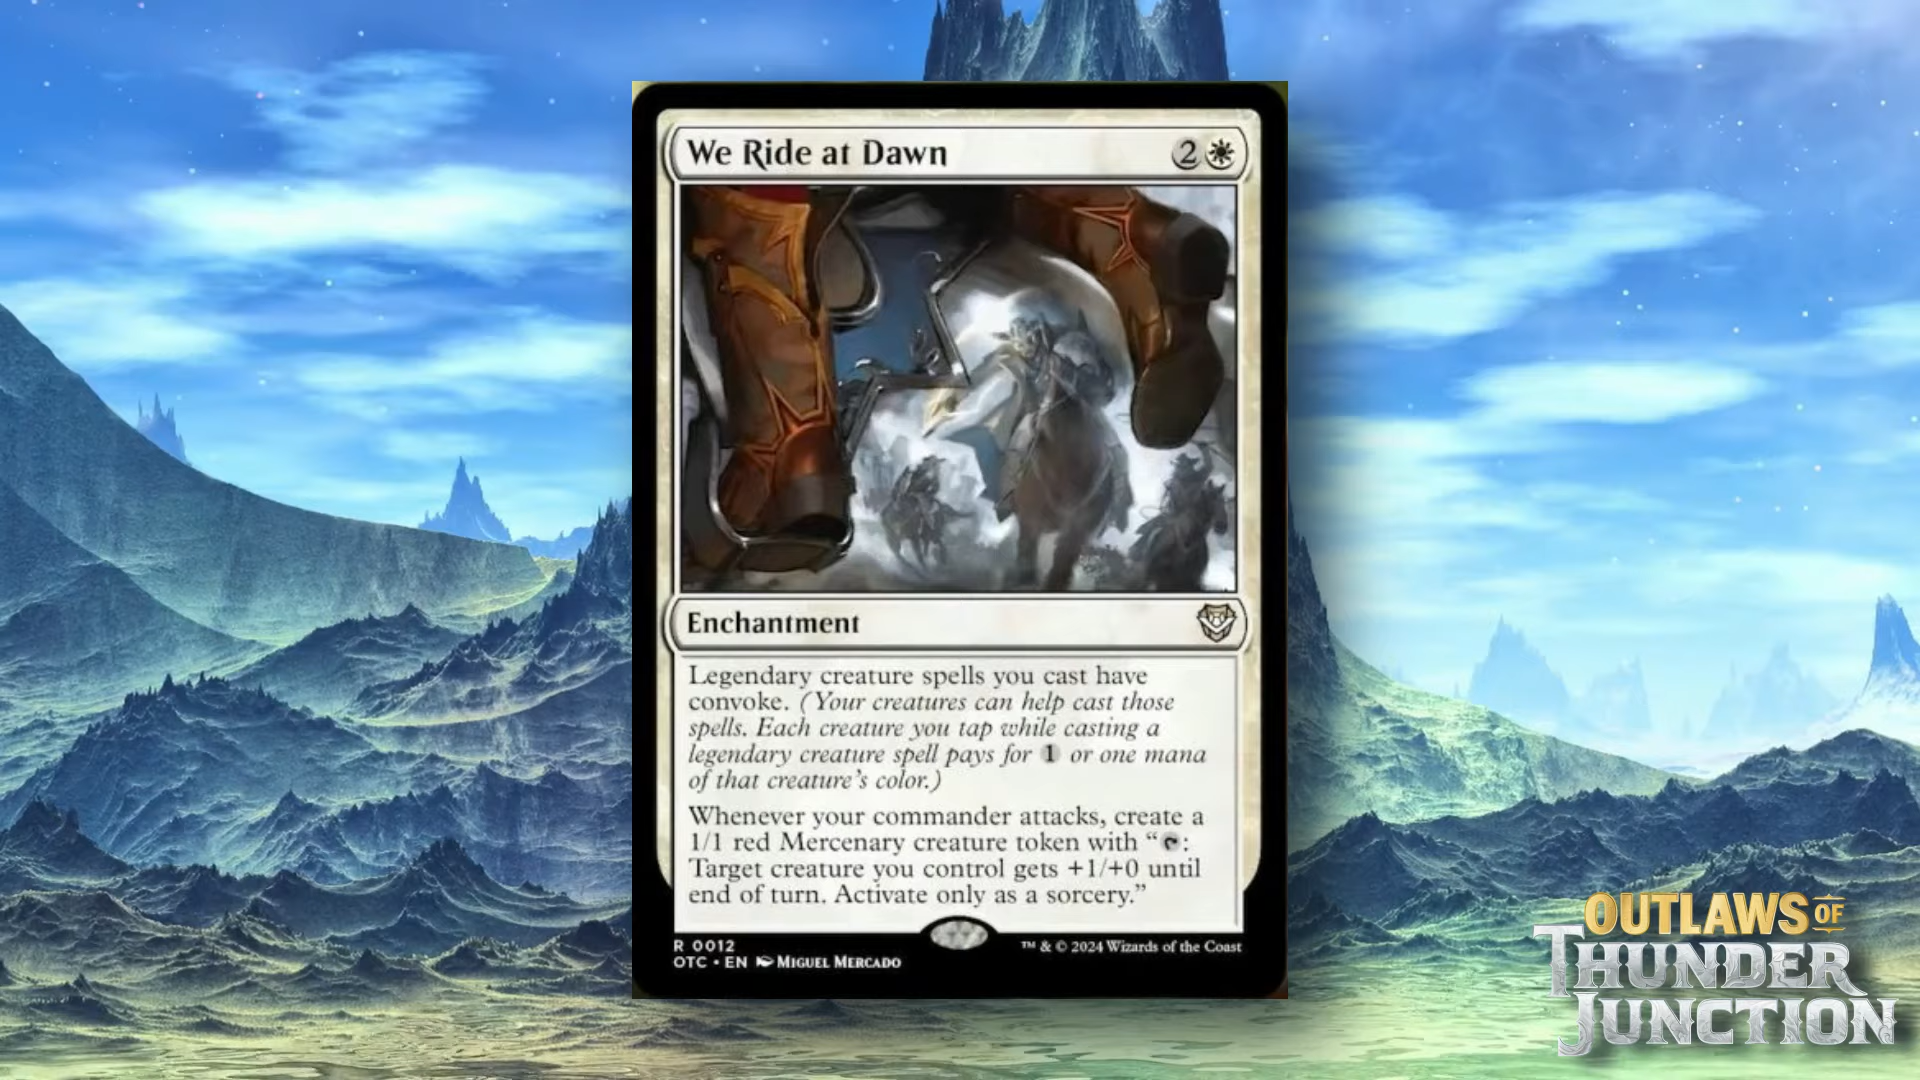 We Ride at Dawn 2
Enchantment
Legendary creature spells you cast have
convoke. (Your creatures can help cast those
spells. Each creature you tap while casting a
legendary creature spell pays for 1 or one mana
of that creature's color.)
Whenever your commander attacks, create a
1/1 red Mercenary creature token with “:
Target creature you control gets +1/+0 until
end of turn. Activate only as a sorcery.”
R 0012
™ & © 2024 Wizards of the Coast
OTC • EN MIGUEL MERCADO
OUTLAWS OF
THUNDER
JUNCTION